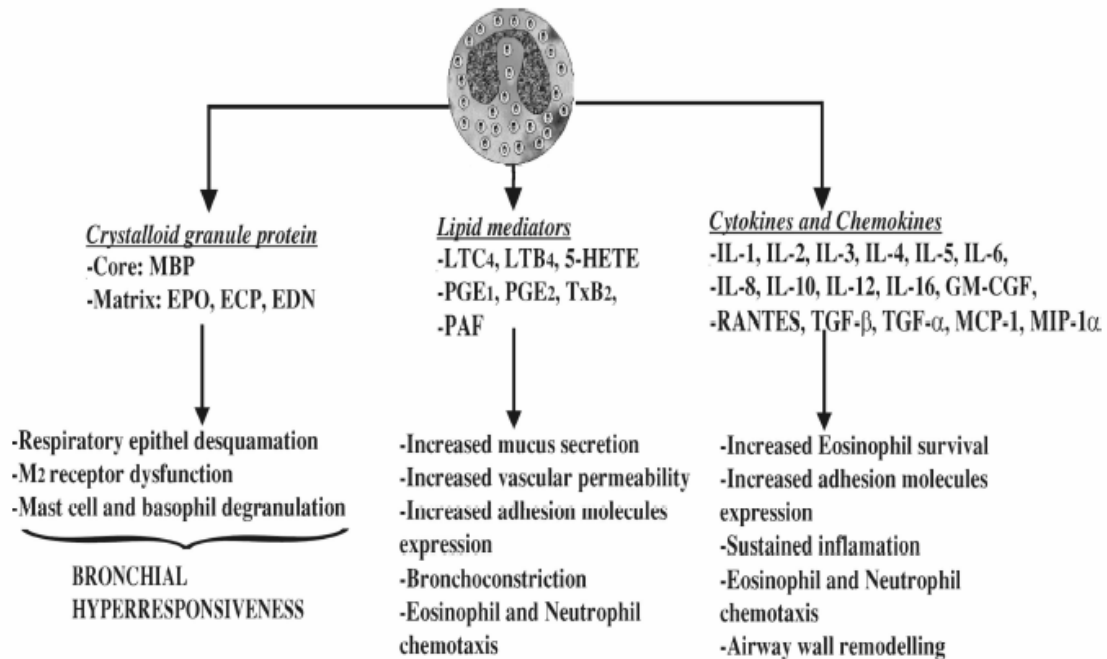 Crystalloid granule protein
-Core: MBP
-Matrix: EPO, ECP, EDN
-Respiratory epithel desquamation
-M2 receptor dysfunction
-Mast cell and basophil degranulation
BRONCHIAL
HYPERRESPONSIVENESS
Lipid mediators
-LTC4, LTB4, 5-HETE
-PGE1, PGE2, TxB2,
-PAF
-Increased mucus secretion
-Increased vascular permeability
-Increased adhesion molecules
expression
-Bronchoconstriction
-Eosinophil and Neutrophil
chemotaxis
Cytokines and Chemokines
-IL-1, IL-2, IL-3, IL-4, IL-5, IL-6,
-IL-8, IL-10, IL-12, IL-16, GM-CGF,
-RANTES, TGF-β, TGF-α, MCP-1, MIP-1α
-Increased Eosinophil survival
-Increased adhesion molecules
expression
-Sustained inflamation
-Eosinophil and Neutrophil
chemotaxis
-Airway wall remodelling